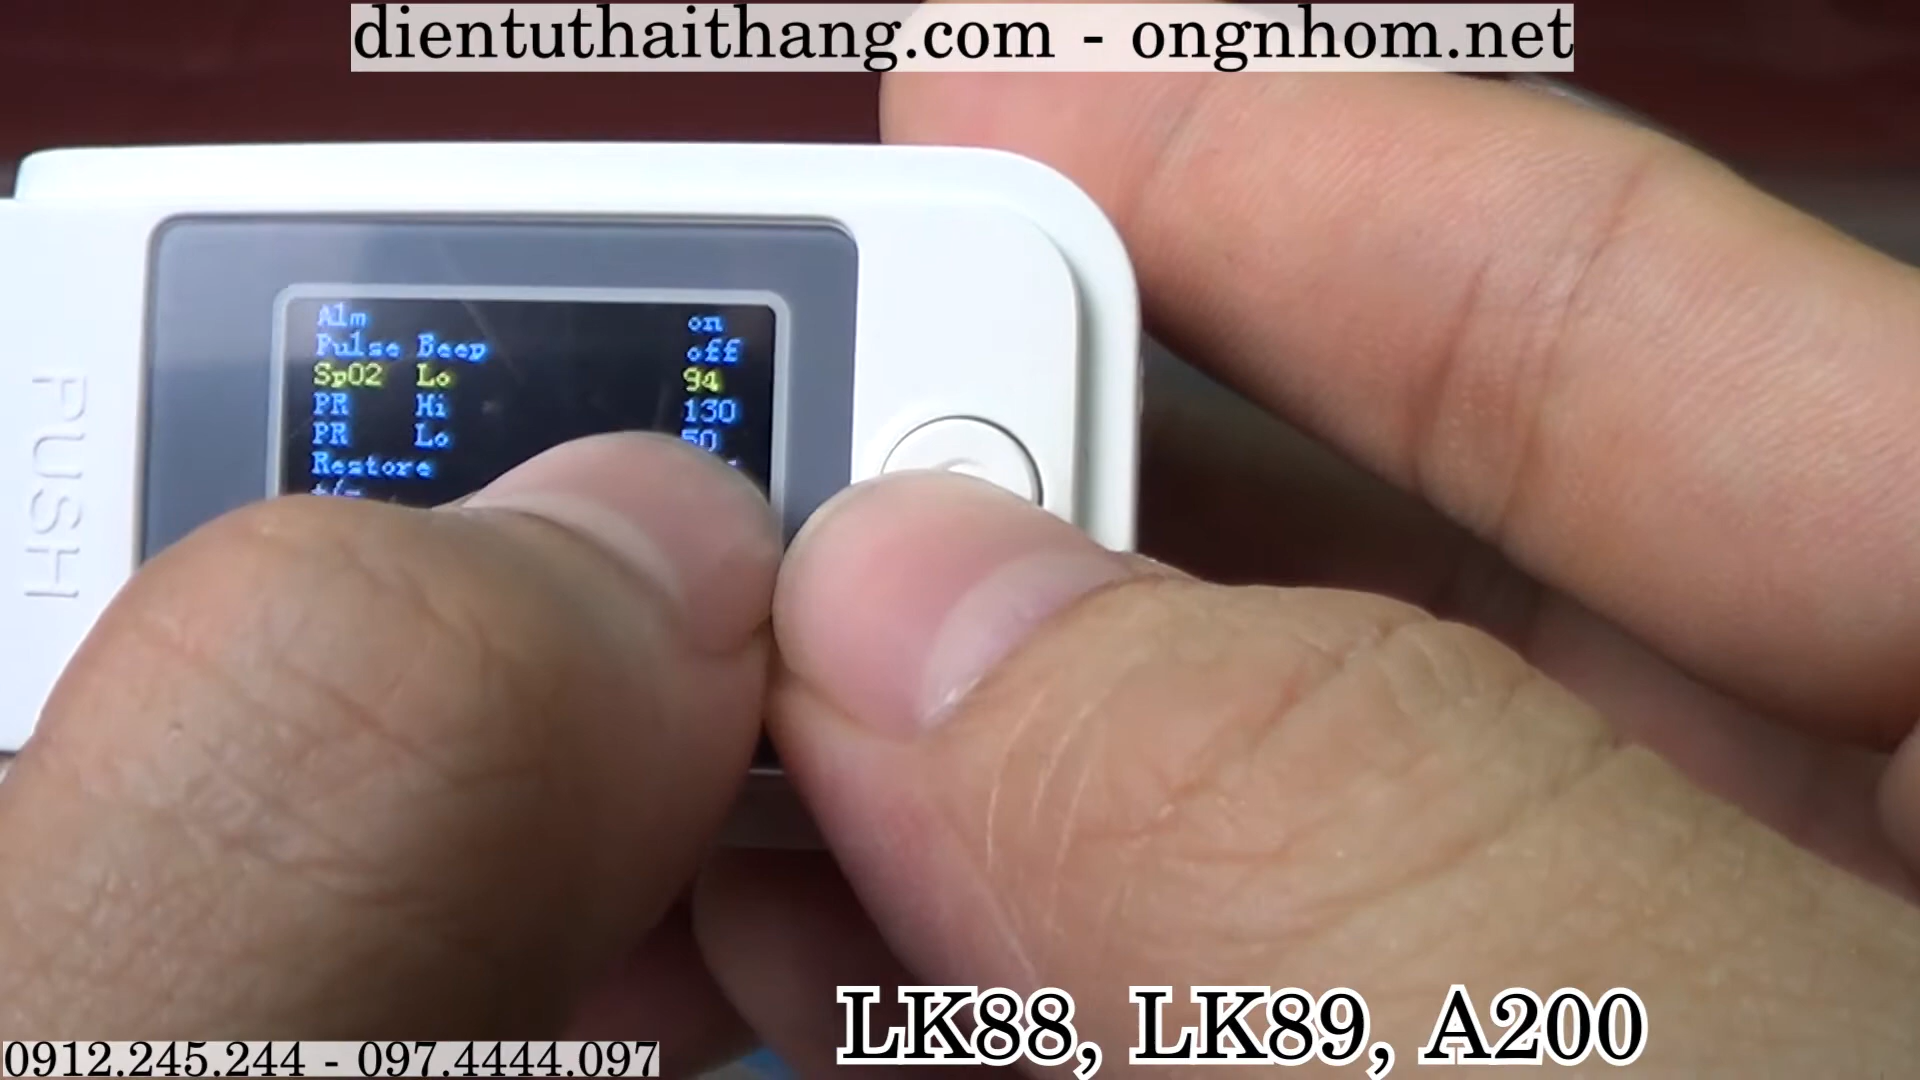 dientuthaithang.com - ongnhom.net
Alm on
Pulse Beep off
SpO2 Lo 94
PR Hi 130
PR Lo 50
Restore
+/-
PUSH
LK88, LK89, A200
0912.245.244 - 097.4444.097